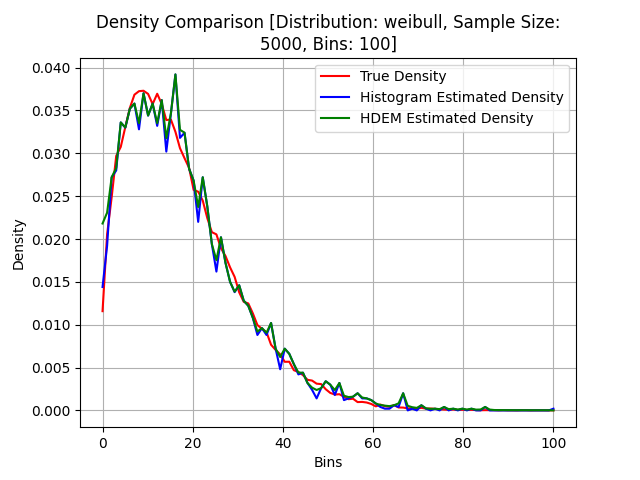 Density Comparison [Distribution: weibull, Sample Size:
5000, Bins: 100]
True Density
Histogram Estimated Density
HDEM Estimated Density
Density
0.040
0.035
0.030
0.025
0.020
0.015
0.010
0.005
0.000
0 20 40 60 80 100
Bins